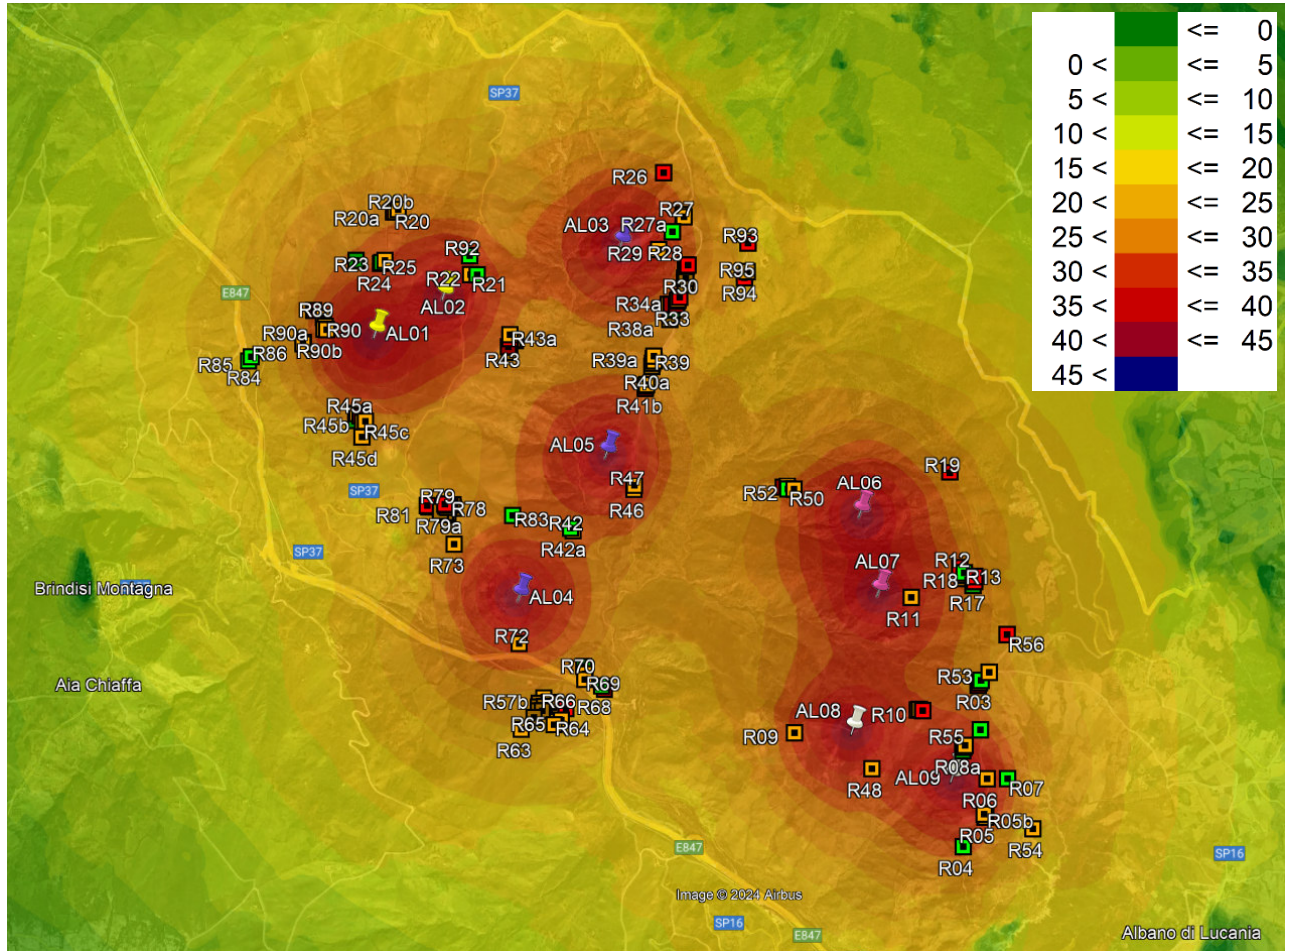 <= 0
0 < <= 5
5 < <= 10
10 < <= 15
15 < <= 20
20 < <= 25
25 < <= 30
30 < <= 35
35 < <= 40
40 < <= 45
45 <
SP37
R26
R20b
R20a
R20
R27
AL03
R27a
R93
R29
R28
R92
R23
R25
R24
R22
R21
R95
R94
E847
AL02
R30
R34a
R33
R38a
R89
R90a
R90
AL01
R90b
R43a
R43
R86
R85
R84
R39a
R39
R40a
R41b
R45a
R45b
R45c
R45d
AL05
R47
R46
R19
AL06
R52
R50
SP37
R79
R81
R78
R79a
R83
R42
R42a
R73
SP37
R12
R13
R18
R17
AL07
R11
Brindisi Montagna
AL04
R72
R56
Aia Chiaffa
R70
R69
R68
R53
R03
R57b
R66
R65
R64
R63
AL08
R10
R09
R55
R08a
AL09
R48
R07
R06
R05b
R05
R54
R04
E847
SP16
Image © 2024 Airbus
SP16
E847
Albano di Lucania